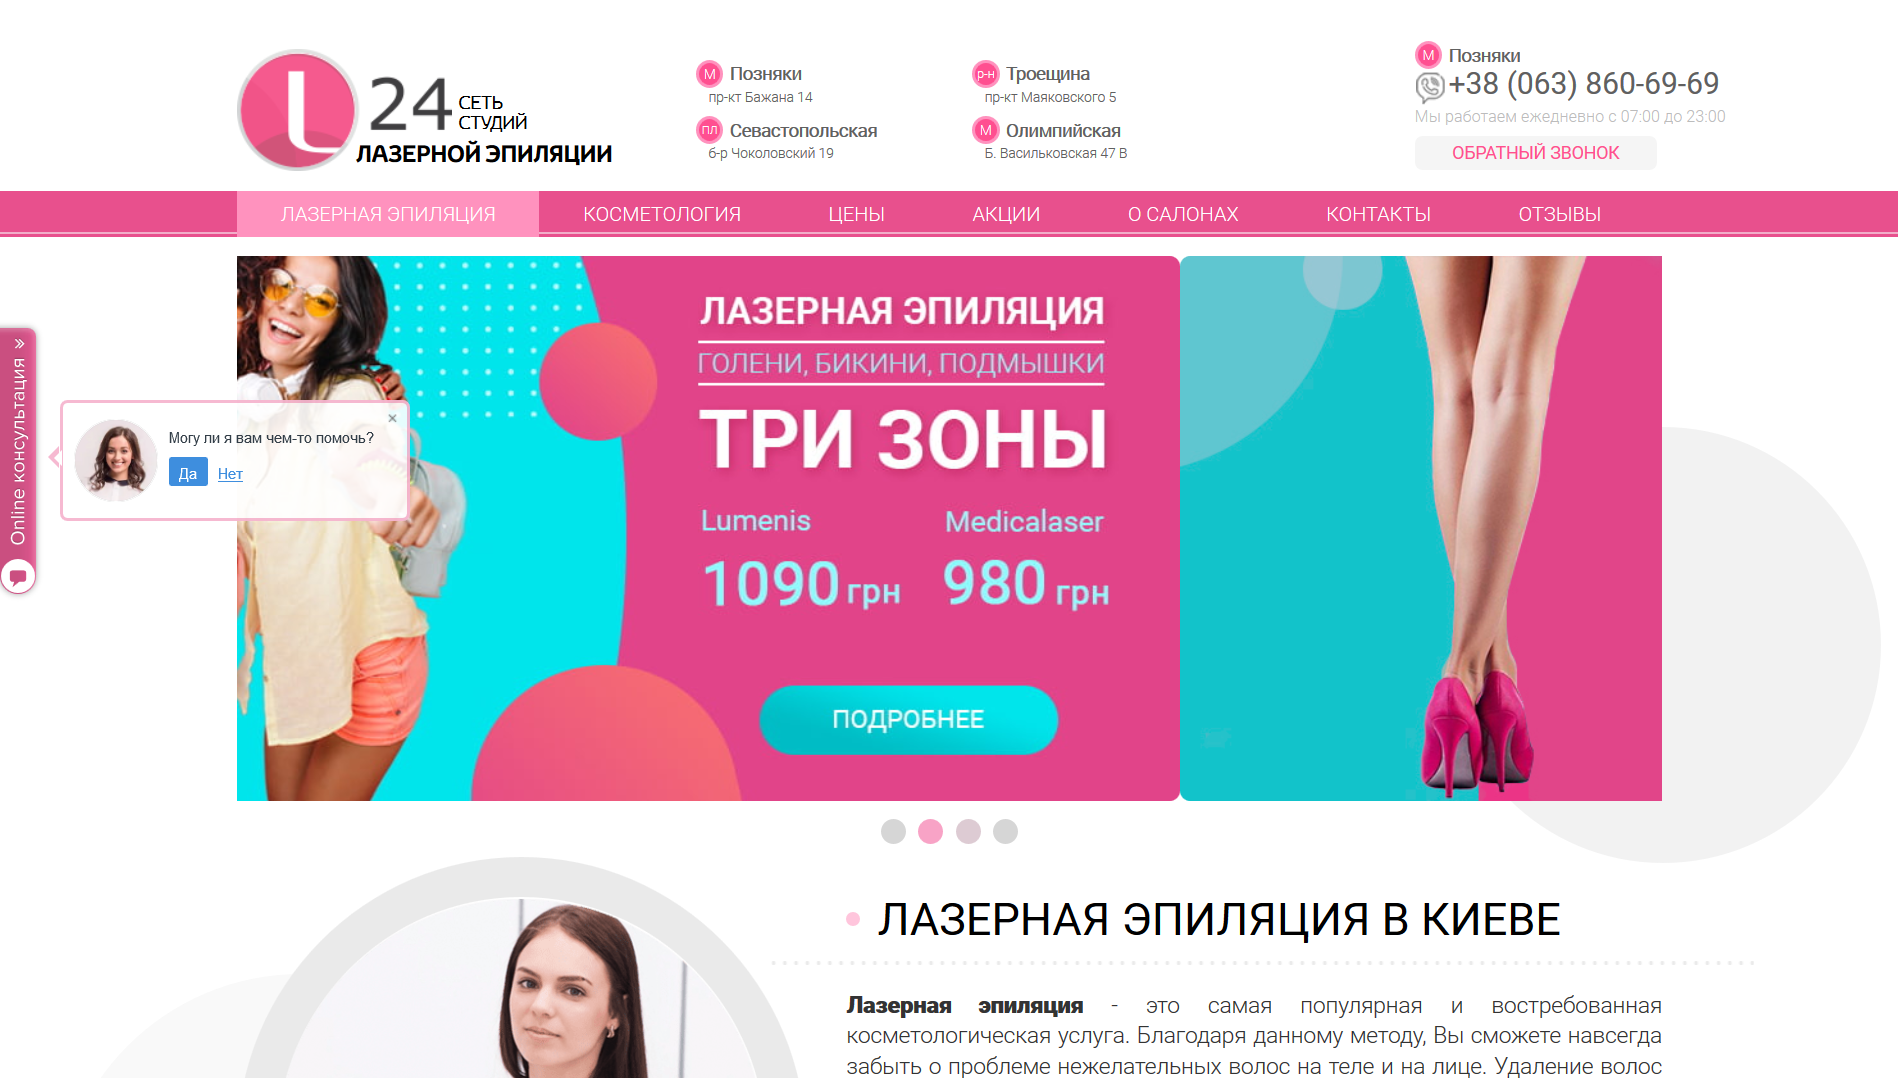 L
24
СЕТЬ
СТУДИЙ
ЛАЗЕРНОЙ ЭПИЛЯЦИИ
М Позняки
пр-кт Бажана 14
ПЛ Севастопольская
б-р Чоколовский 19
р-н Троещина
пр-кт Маяковского 5
М Олимпийская
Б. Васильковская 47 В
М Позняки
+38 (063) 860-69-69
Мы работаем ежедневно с 07:00 до 23:00
ОБРАТНЫЙ ЗВОНОК
ЛАЗЕРНАЯ ЭПИЛЯЦИЯ КОСМЕТОЛОГИЯ ЦЕНЫ АКЦИИ О САЛОНАХ КОНТАКТЫ ОТЗЫВЫ
Online консультация »
Могу ли я вам чем-то помочь?
Да Нет
ЛАЗЕРНАЯ ЭПИЛЯЦИЯ
ГОЛЕНИ, БИКИНИ, ПОДМЫШКИ
ТРИ ЗОНЫ
Lumenis Medicalaser
1090 грн 980 грн
ПОДРОБНЕЕ
ЛАЗЕРНАЯ ЭПИЛЯЦИЯ В КИЕВЕ
Лазерная эпиляция - это самая популярная и востребованная
косметологическая услуга. Благодаря данному методу, Вы сможете навсегда
забыть о проблеме нежелательных волос на теле и на лице. Удаление волос